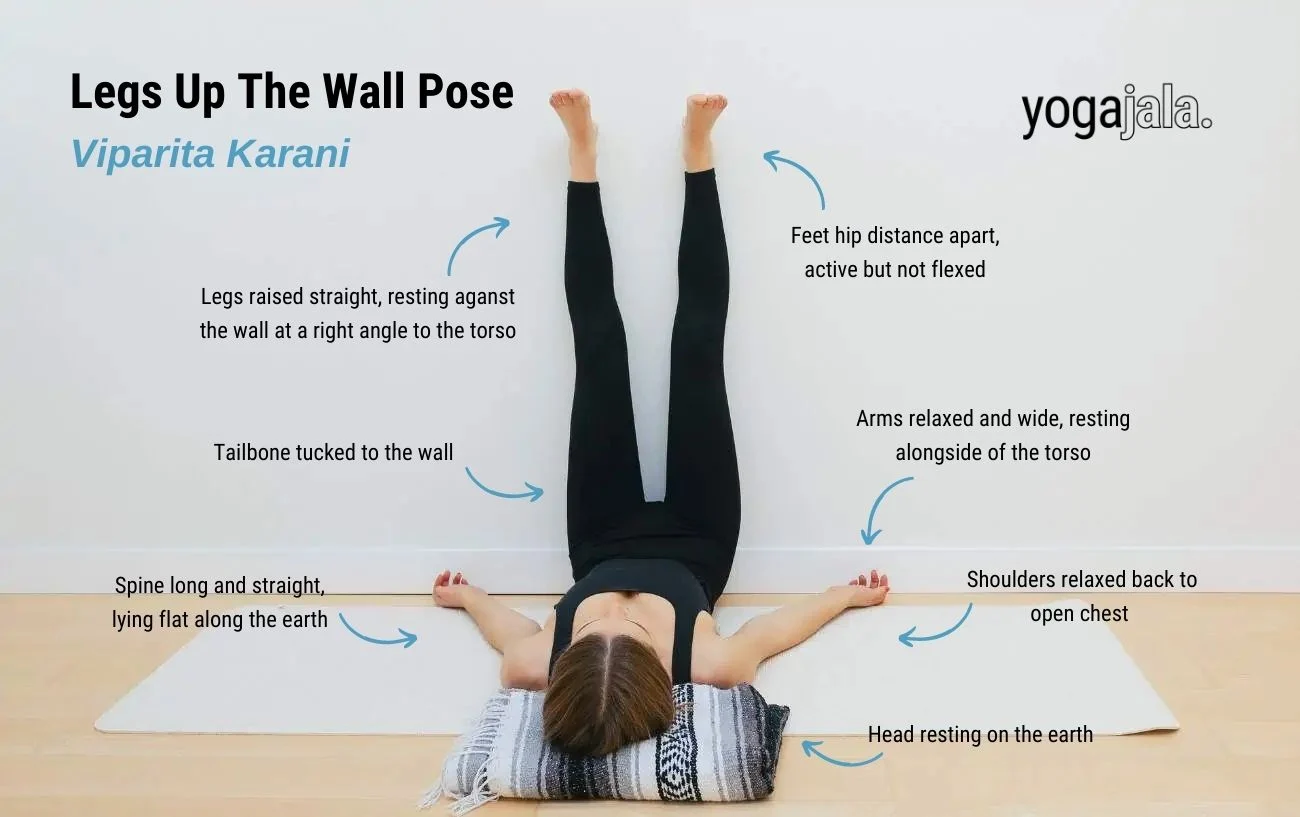 Legs Up The Wall Pose
Viparita Karani
yogajala.
Feet hip distance apart,
active but not flexed
Legs raised straight, resting aganst
the wall at a right angle to the torso
Arms relaxed and wide, resting
alongside of the torso
Tailbone tucked to the wall
Spine long and straight,
lying flat along the earth
Shoulders relaxed back to
open chest
Head resting on the earth